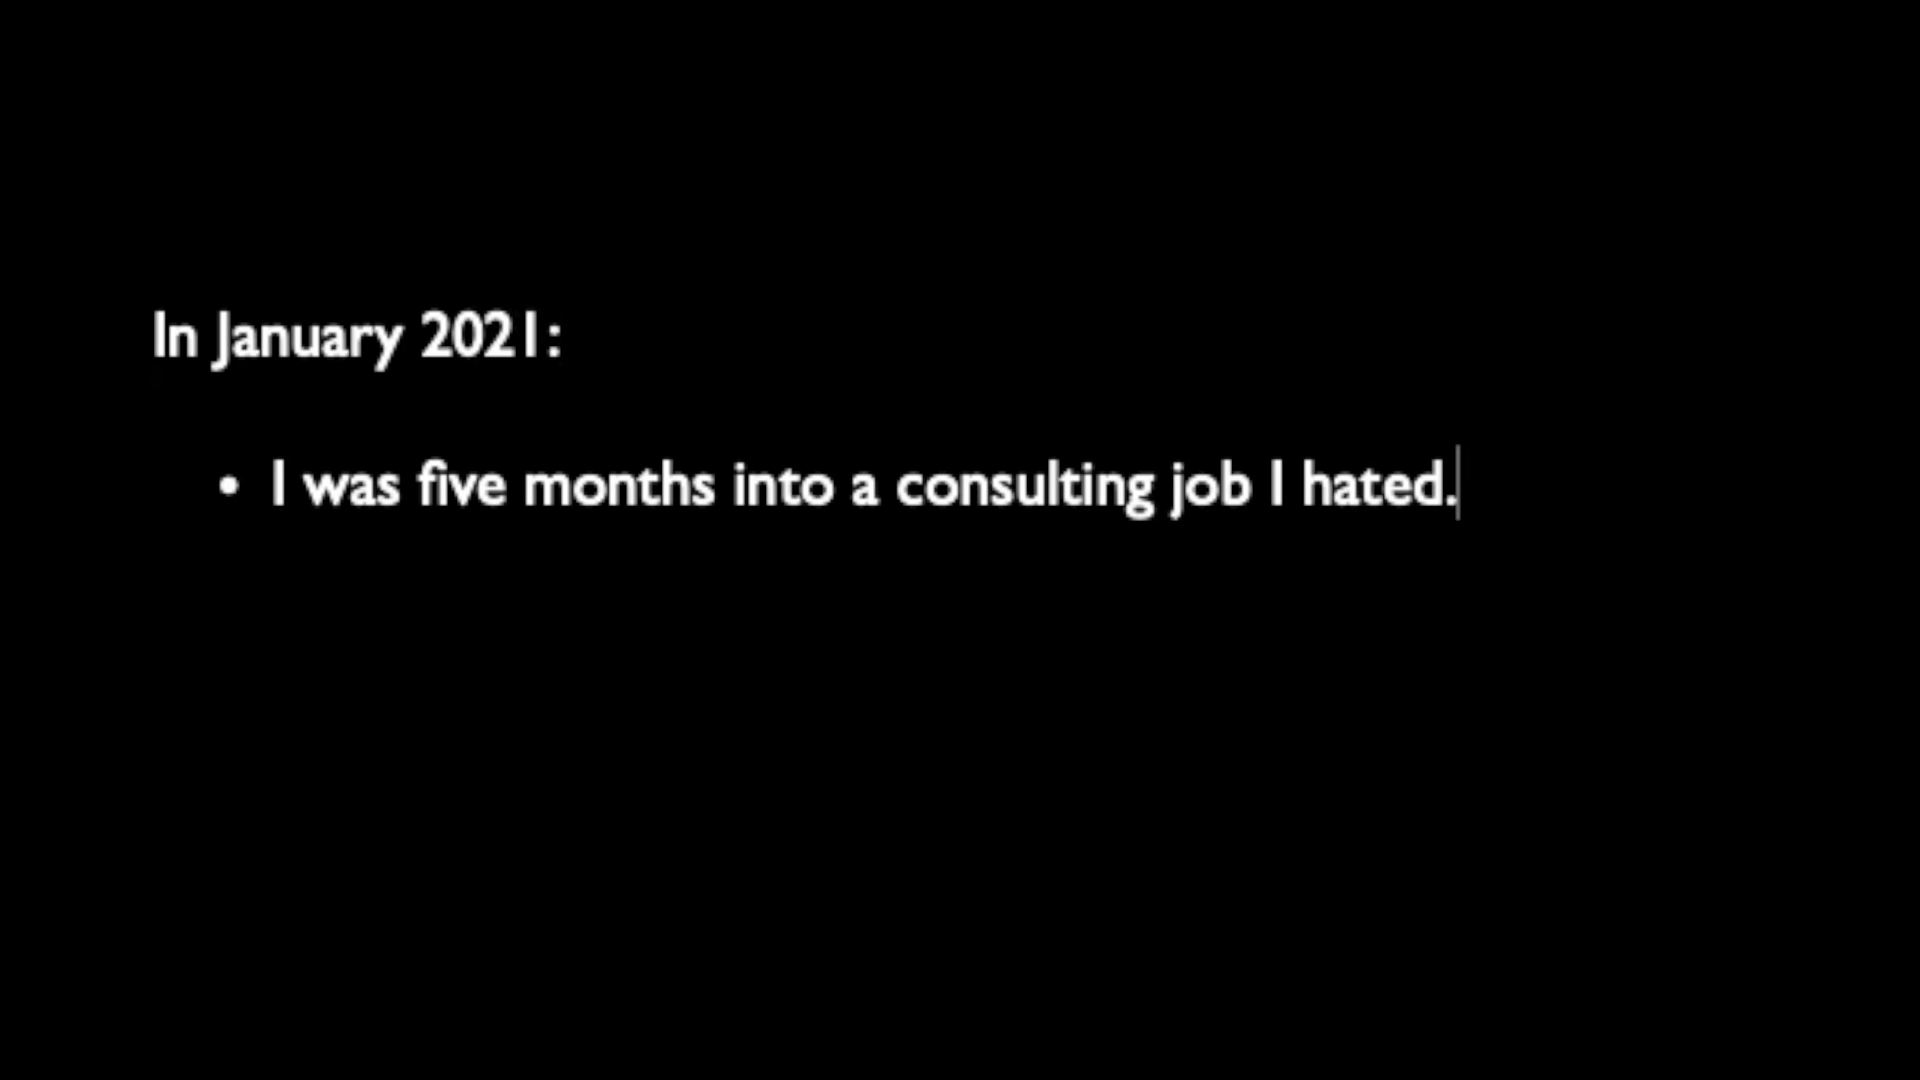 In January 2021:
• I was five months into a consulting job I hated.